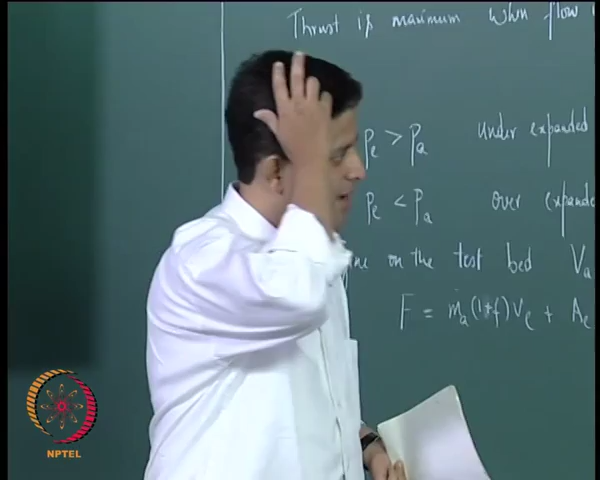 Thrust is maximum when flow
Pe > Pa under expanded
Pe < Pa over expande
ne on the test bed Va
F = ṁa(1+f)Ve + Ae
NPTEL